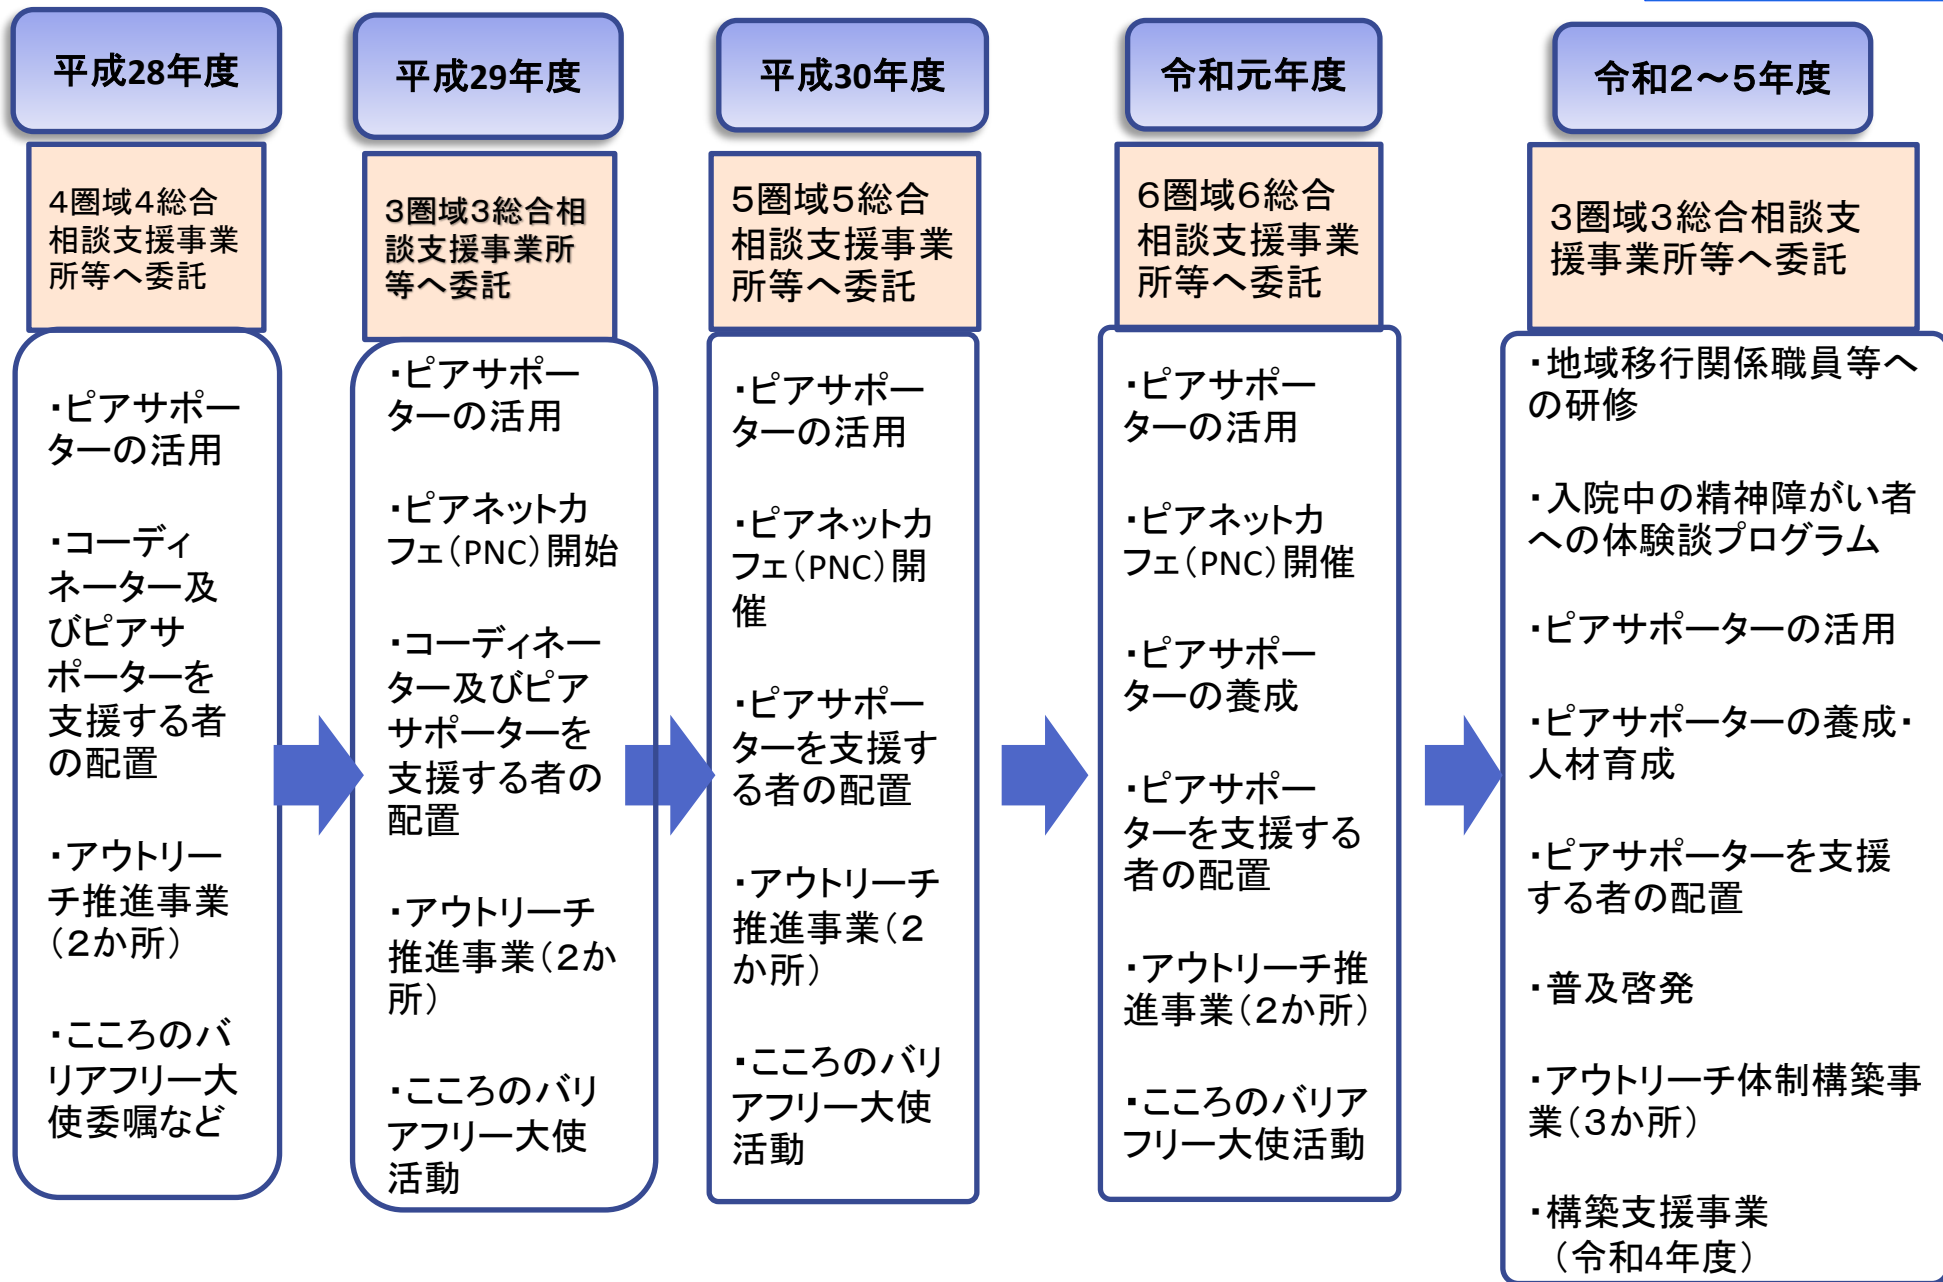 平成28年度
4圏域4総合
相談支援事業
所等へ委託
・ピアサポー
ターの活用
・コーディ
ネーター及
びピアサ
ポーターを
支援する者
の配置
・アウトリー
チ推進事業
（2か所）
・こころのバ
リアフリー大
使委嘱など
平成29年度
3圏域3総合相
談支援事業所
等へ委託
・ピアサポー
ターの活用
・ピアネットカ
フェ（PNC）開始
・コーディネー
ター及びピア
サポーターを
支援する者の
配置
・アウトリーチ
推進事業（2か
所）
・こころのバリ
アフリー大使
活動
平成30年度
5圏域5総合
相談支援事業
所等へ委託
・ピアサポー
ターの活用
・ピアネットカ
フェ（PNC）開
催
・ピアサポー
ターを支援す
る者の配置
・アウトリーチ
推進事業（2
か所）
・こころのバリ
アフリー大使
活動
令和元年度
6圏域6総合
相談支援事業
所等へ委託
・ピアサポー
ターの活用
・ピアネットカ
フェ（PNC）開催
・ピアサポー
ターの養成
・ピアサポー
ターを支援する
者の配置
・アウトリーチ推
進事業（2か所）
・こころのバリア
フリー大使活動
令和2～5年度
3圏域3総合相談支
援事業所等へ委託
・地域移行関係職員等へ
の研修
・入院中の精神障がい者
への体験談プログラム
・ピアサポーターの活用
・ピアサポーターの養成・
人材育成
・ピアサポーターを支援
する者の配置
・普及啓発
・アウトリーチ体制構築事
業（3か所）
・構築支援事業
（令和4年度）